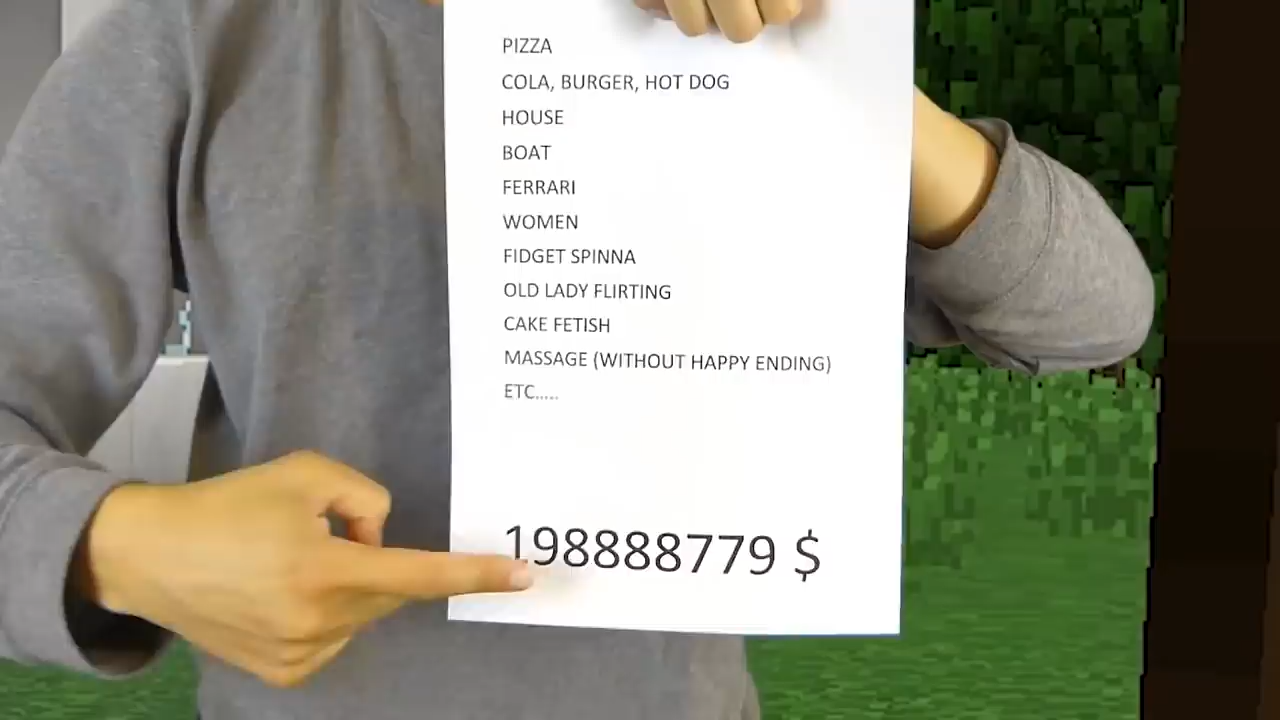 PIZZA
COLA, BURGER, HOT DOG
HOUSE
BOAT
FERRARI
WOMEN
FIDGET SPINNA
OLD LADY FLIRTING
CAKE FETISH
MASSAGE (WITHOUT HAPPY ENDING)
ETC.....
198888779 $